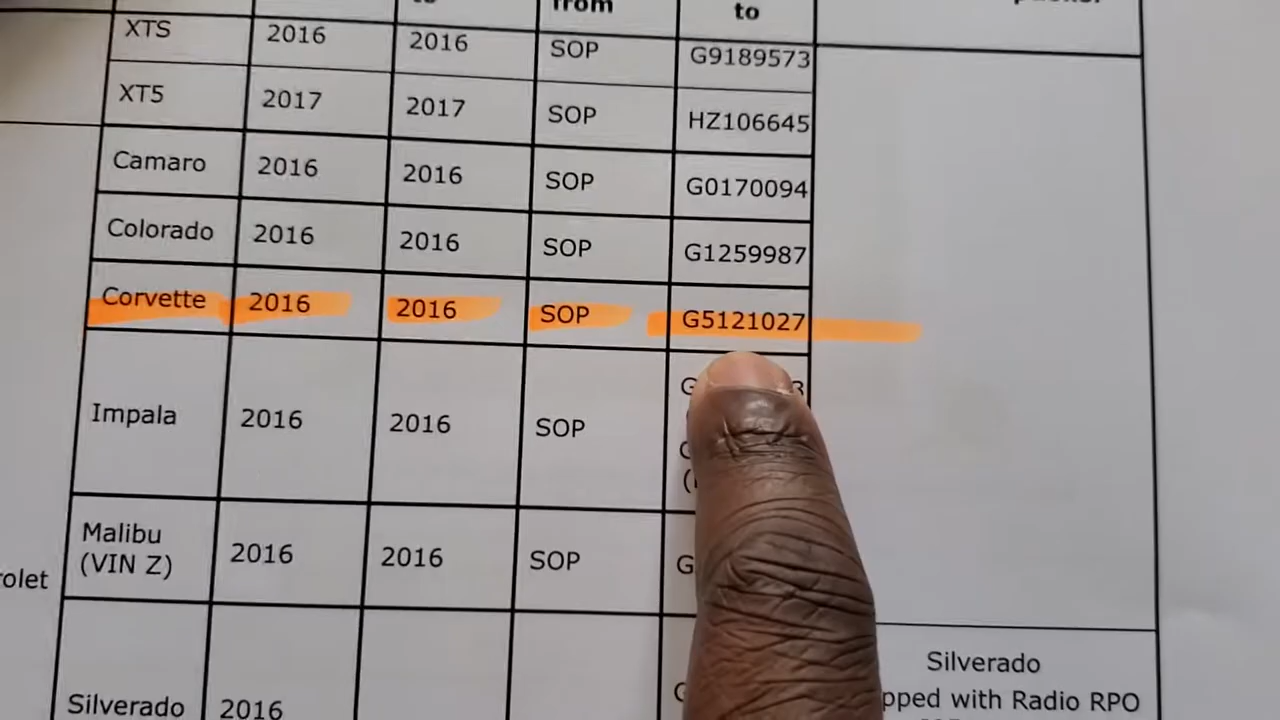 from
to
XTS 2016 2016 SOP G9189573
XT5 2017 2017 SOP HZ106645
Camaro 2016 2016 SOP G0170094
Colorado 2016 2016 SOP G1259987
Corvette 2016 2016 SOP G5121027
Impala 2016 2016 SOP
Malibu
(VIN Z) 2016 2016 SOP
rolet
Silverado 2016
Silverado
pped with Radio RPO